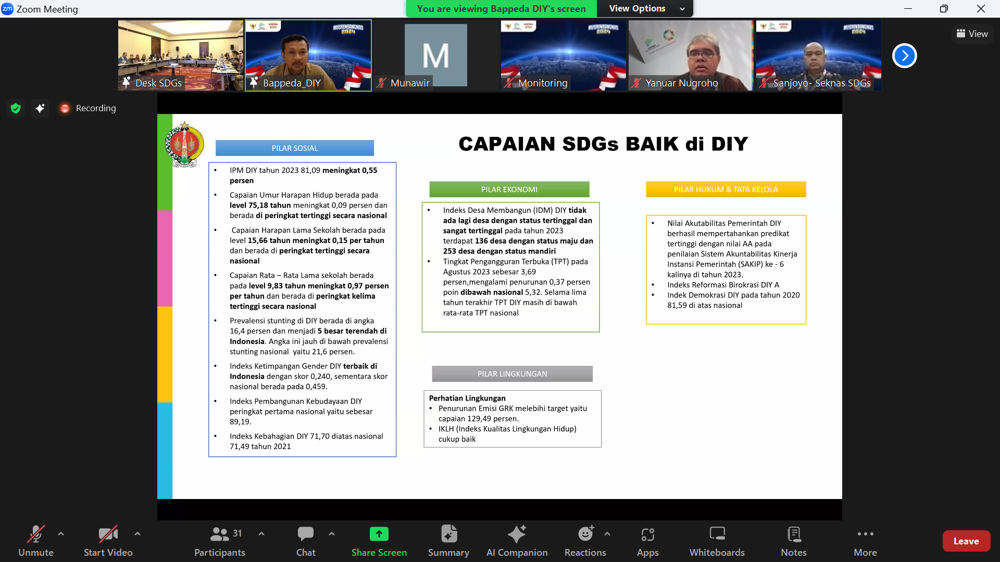 Zoom Meeting
You are viewing Bappeda DIY's screen
View Options
View
MUSRENBANGNAS
2024
MUSRENBANGNAS
2024
MUSRENBANGNAS
2024
M
Desk SDGs
Bappeda_DIY
Munawir
Monitoring
Yanuar Nugroho
Sanjoyo- Seknas SDGs
Recording
CAPAIAN SDGs BAIK di DIY
PILAR SOSIAL
• IPM DIY tahun 2023 81,09 meningkat 0,55
persen
• Capaian Umur Harapan Hidup berada pada
level 75,18 tahun meningkat 0,09 persen dan
berada di peringkat tertinggi secara nasional
• Capaian Harapan Lama Sekolah berada pada
level 15,66 tahun meningkat 0,15 per tahun
dan berada di peringkat tertinggi secara
nasional
• Capaian Rata – Rata Lama sekolah berada
pada level 9,83 tahun meningkat 0,97 persen
per tahun dan berada di peringkat kelima
tertinggi secara nasional
• Prevalensi stunting di DIY berada di angka
16,4 persen dan menjadi 5 besar terendah di
Indonesia. Angka ini jauh di bawah prevalensi
stunting nasional yaitu 21,6 persen.
• Indeks Ketimpangan Gender DIY terbaik di
Indonesia dengan skor 0,240, sementara skor
nasional berada pada 0,459.
• Indeks Pembangunan Kebudayaan DIY
peringkat pertama nasional yaitu sebesar
89,19.
• Indeks Kebahagian DIY 71,70 diatas nasional
71,49 tahun 2021
PILAR EKONOMI
• Indeks Desa Membangun (IDM) DIY tidak
ada lagi desa dengan status tertinggal dan
sangat tertinggal pada tahun 2023
terdapat 136 desa dengan status maju dan
253 desa dengan status mandiri
• Tingkat Pengangguran Terbuka (TPT) pada
Agustus 2023 sebesar 3,69
persen,mengalami penurunan 0,37 persen
poin dibawah nasional 5,32. Selama lima
tahun terakhir TPT DIY masih di bawah
rata-rata TPT nasional
PILAR LINGKUNGAN
Perhatian Lingkungan
• Penurunan Emisi GRK melebihi target yaitu
capaian 129,49 persen.
• IKLH (Indeks Kualitas Lingkungan Hidup)
cukup baik
PILAR HUKUM & TATA KELOLA
• Nilai Akutabilitas Pemerintah DIY
berhasil mempertahankan predikat
tertinggi dengan nilai AA pada
penilaian Sistem Akuntabilitas Kinerja
Instansi Pemerintah (SAKIP) ke - 6
kalinya di tahun 2023.
• Indeks Reformasi Birokrasi DIY A
• Indek Demokrasi DIY pada tahun 2020
81,59 di atas nasional
Unmute
Start Video
31
Participants
Chat
Share Screen
Summary
AI Companion
Reactions
Apps
Whiteboards
Notes
More
Leave